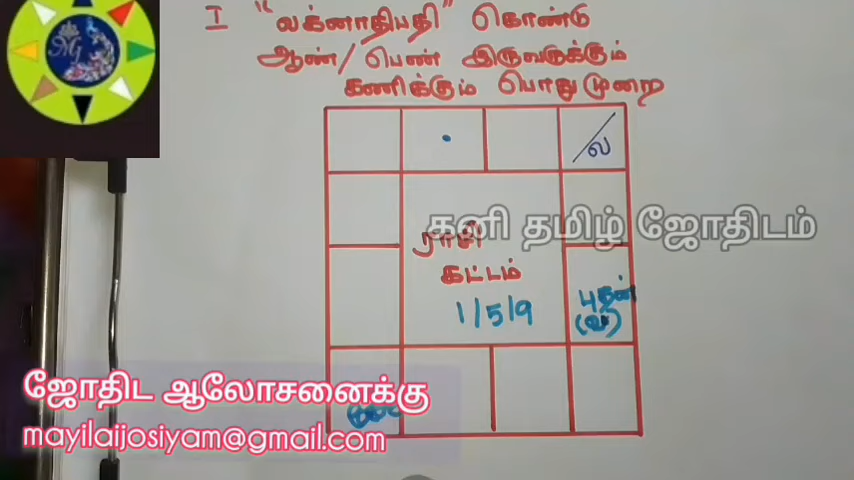 I "லக்னாதிபதி" கொண்டு
ஆண்/பெண் இருவருக்கும்
கணிக்கும் பொதுமுறை
ல
கனி தமிழ் ஜோதிடம்
ராசி
கட்டம்
1/5/9
புதன்
(வ)
ஜோதிட ஆலோசனைக்கு
mayilaijosiyam@gmail.com